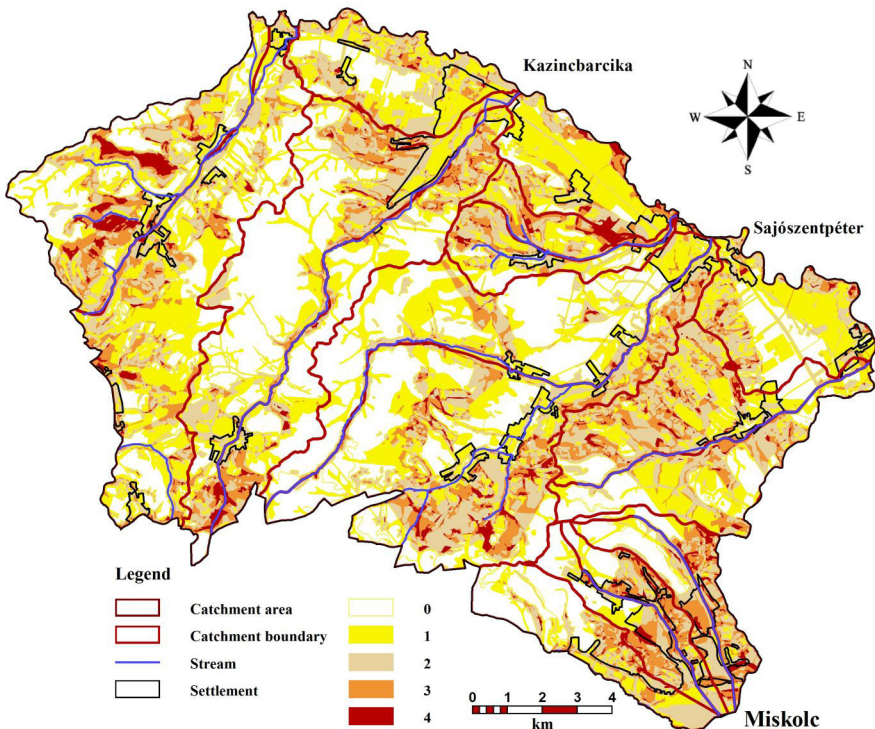 Kazincbarcika
N
W E
S
Sajószentpéter
Legend
Catchment area
Catchment boundary
Stream
Settlement
0
1
2
3
4
0 1 2 3 4
km
Miskolc